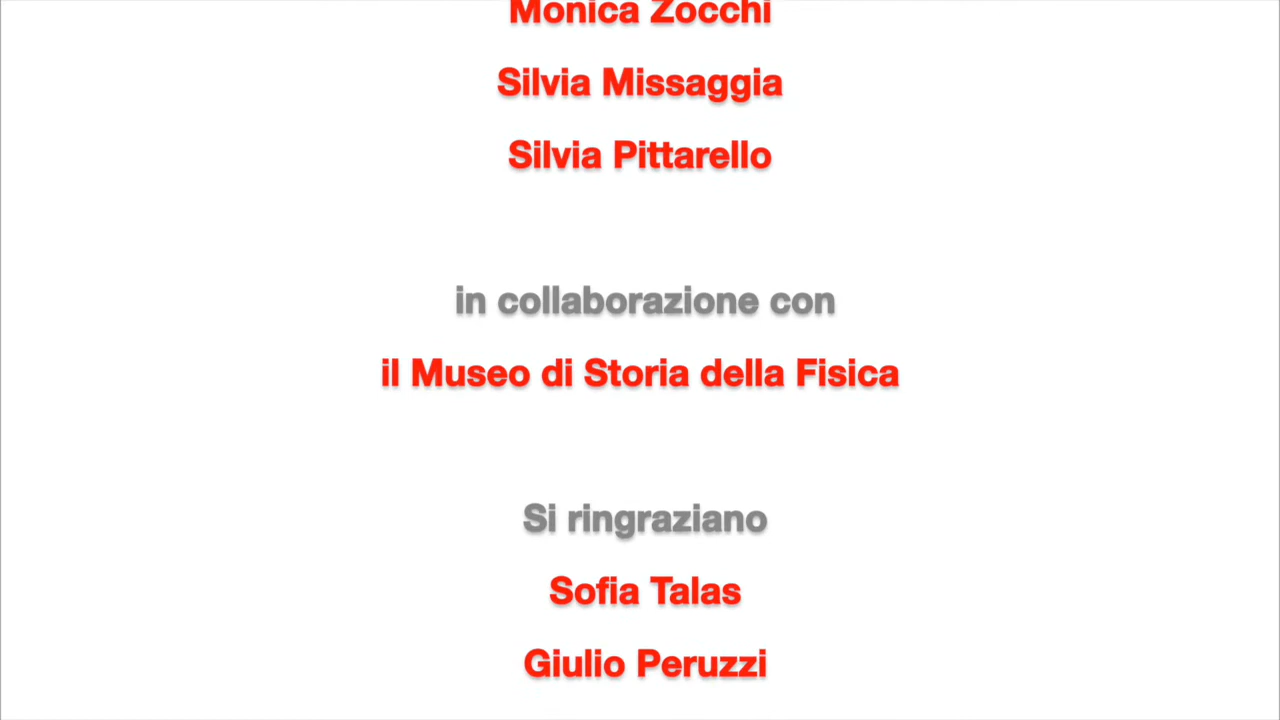 Monica Zocchi
Silvia Missaggia
Silvia Pittarello
in collaborazione con
il Museo di Storia della Fisica
Si ringraziano
Sofia Talas
Giulio Peruzzi